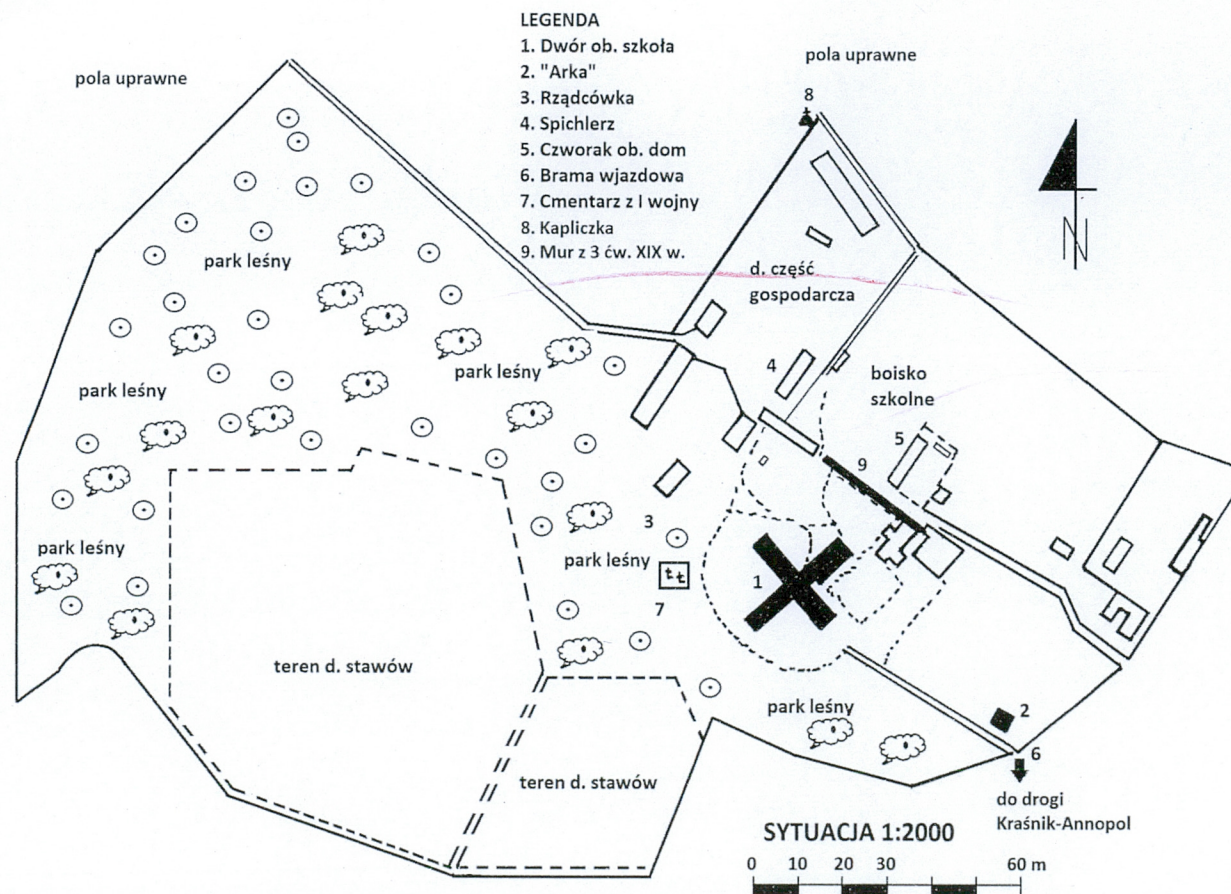 LEGENDA
1. Dwór ob. szkoła
2. "Arka"
3. Rządcówka
4. Spichlerz
5. Czworak ob. dom
6. Brama wjazdowa
7. Cmentarz z I wojny
8. Kapliczka
9. Mur z 3 ćw. XIX w.
pola uprawne
pola uprawne
8
park leśny
d. część
gospodarcza
N
park leśny
park leśny
4
boisko
szkolne
5
9
3
park leśny
park leśny
1
7
teren d. stawów
park leśny
2
6
teren d. stawów
do drogi
Kraśnik-Annopol
SYTUACJA 1:2000
0 10 20 30 60 m